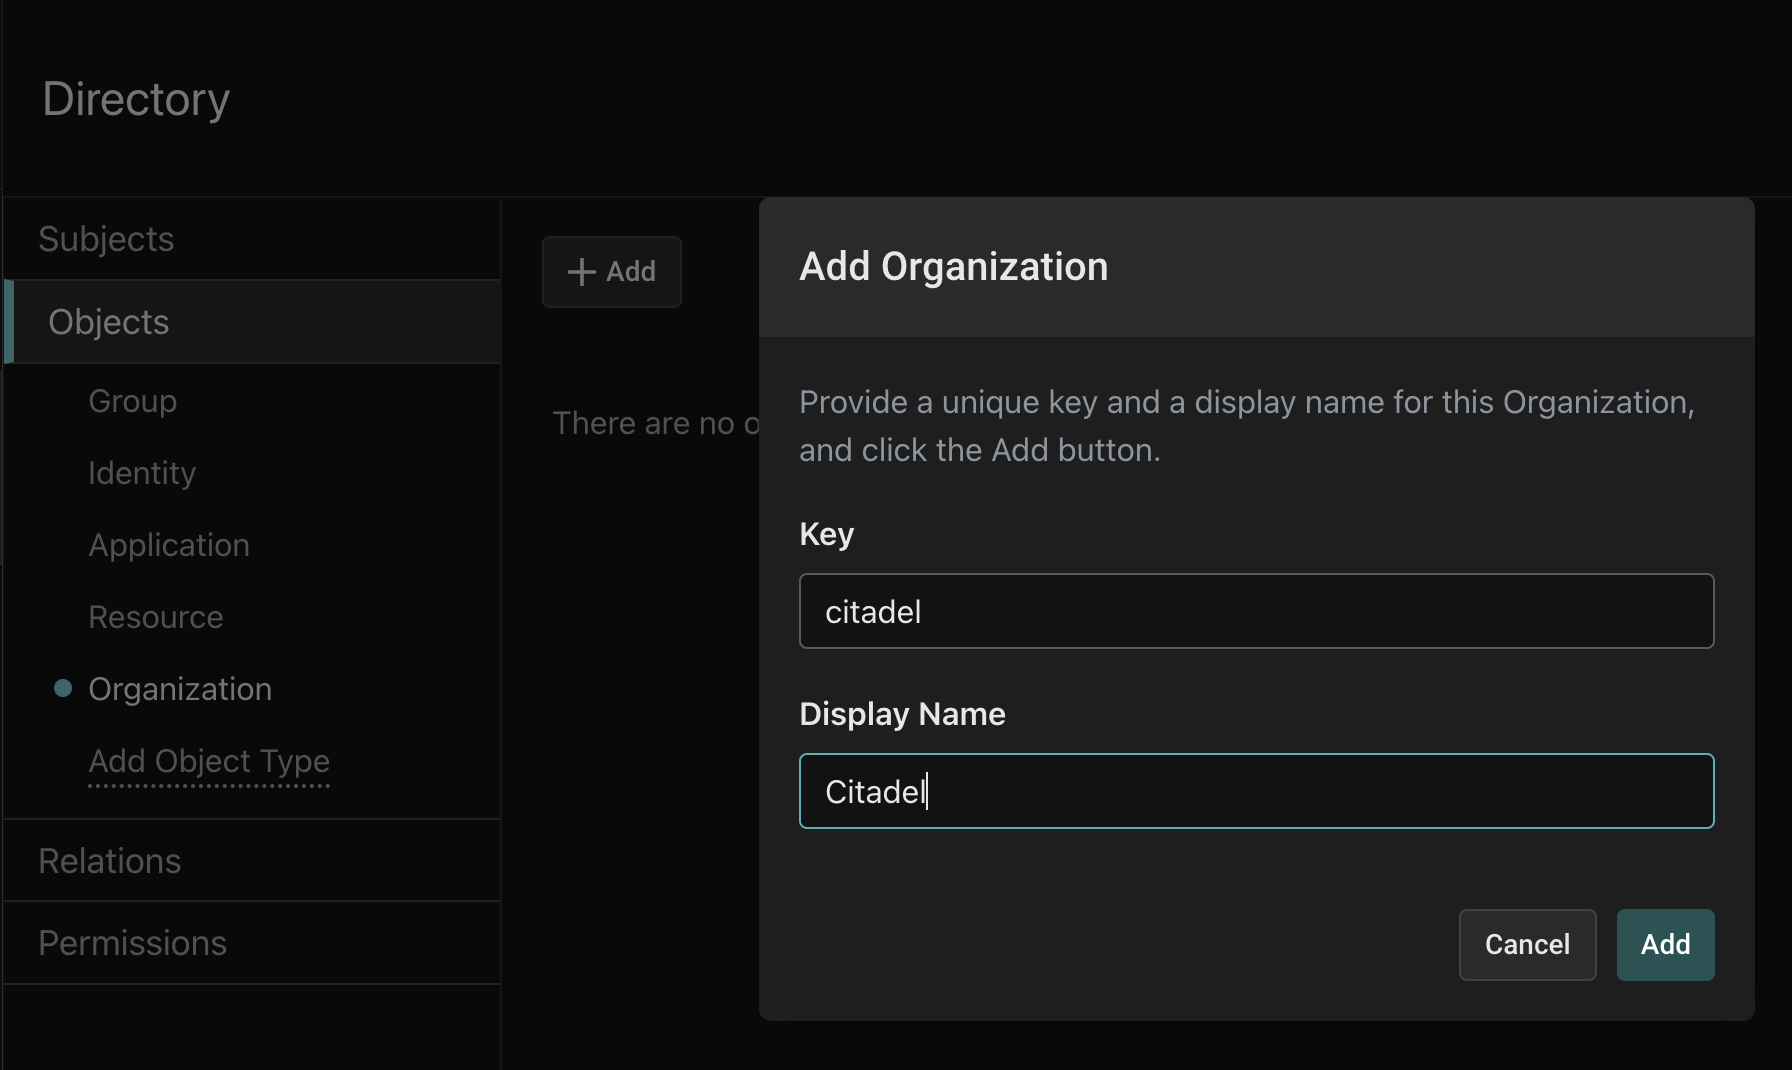 Directory
Subjects
Objects
Group
Identity
Application
Resource
Organization
Add Object Type
Relations
Permissions
Add
There are no o
Add Organization
Provide a unique key and a display name for this Organization,
and click the Add button.
Key
citadel
Display Name
Citadel
Cancel
Add